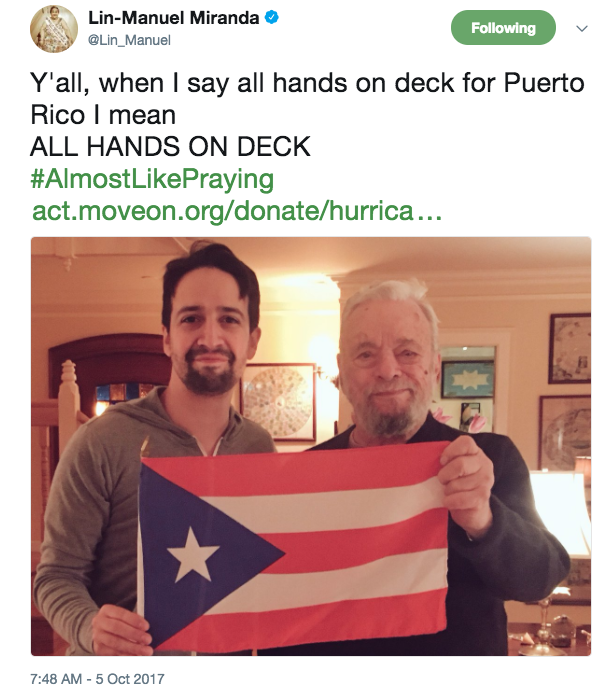 Lin-Manuel Miranda
@Lin_Manuel
Following
Y'all, when I say all hands on deck for Puerto
Rico I mean
ALL HANDS ON DECK
#AlmostLikePraying
act.moveon.org/donate/hurrica…
7:48 AM - 5 Oct 2017